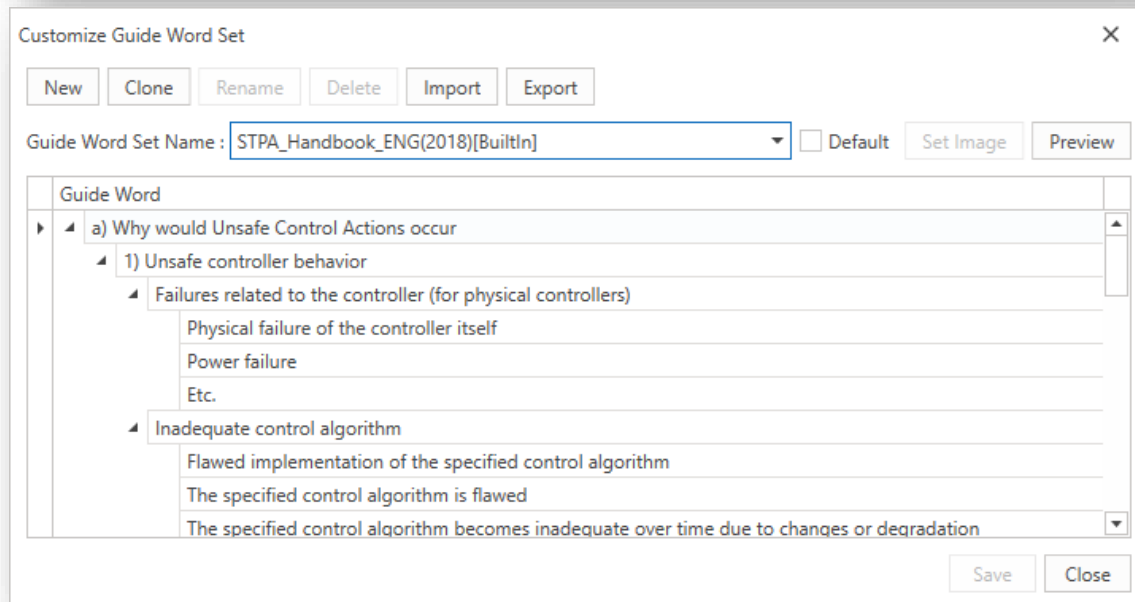 Customize Guide Word Set
New Clone Rename Delete Import Export
Guide Word Set Name : STPA_Handbook_ENG(2018)[BuiltIn] Default Set Image Preview
Guide Word
a) Why would Unsafe Control Actions occur
1) Unsafe controller behavior
Failures related to the controller (for physical controllers)
Physical failure of the controller itself
Power failure
Etc.
Inadequate control algorithm
Flawed implementation of the specified control algorithm
The specified control algorithm is flawed
The specified control algorithm becomes inadequate over time due to changes or degradation
Save Close